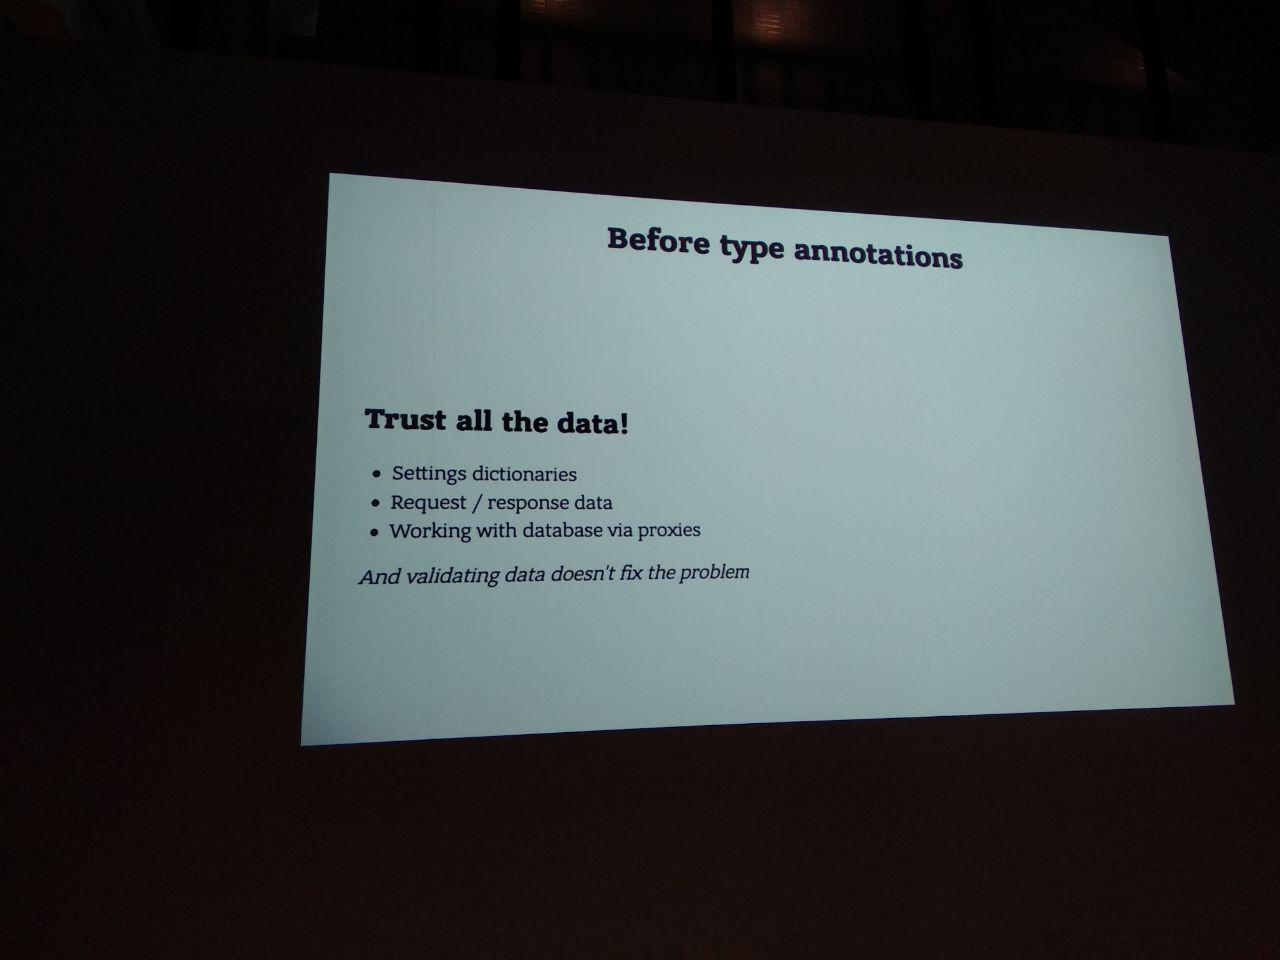 Before type annotations
Trust all the data!
• Settings dictionaries
• Request / response data
• Working with database via proxies
And validating data doesn't fix the problem